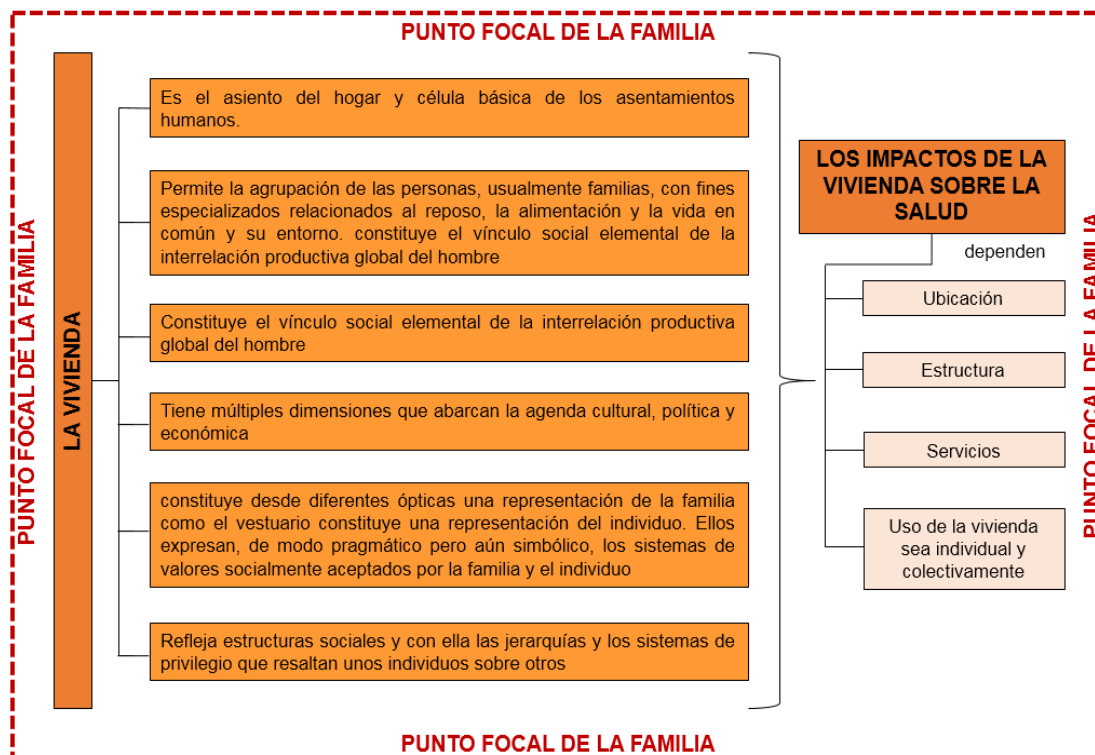 PUNTO FOCAL DE LA FAMILIA
PUNTO FOCAL DE LA FAMILIA
LA VIVIENDA
Es el asiento del hogar y célula básica de los asentamientos
humanos.
Permite la agrupación de las personas, usualmente familias, con fines
especializados relacionados al reposo, la alimentación y la vida en
común y su entorno. constituye el vínculo social elemental de la
interrelación productiva global del hombre
Constituye el vínculo social elemental de la interrelación productiva
global del hombre
Tiene múltiples dimensiones que abarcan la agenda cultural, política y
económica
constituye desde diferentes ópticas una representación de la familia
como el vestuario constituye una representación del individuo. Ellos
expresan, de modo pragmático pero aún simbólico, los sistemas de
valores socialmente aceptados por la familia y el individuo
Refleja estructuras sociales y con ella las jerarquías y los sistemas de
privilegio que resaltan unos individuos sobre otros
LOS IMPACTOS DE LA
VIVIENDA SOBRE LA
SALUD
dependen
Ubicación
Estructura
Servicios
Uso de la vivienda
sea individual y
colectivamente
PUNTO FOCAL DE LA FAMILIA
PUNTO FOCAL DE LA FAMILIA